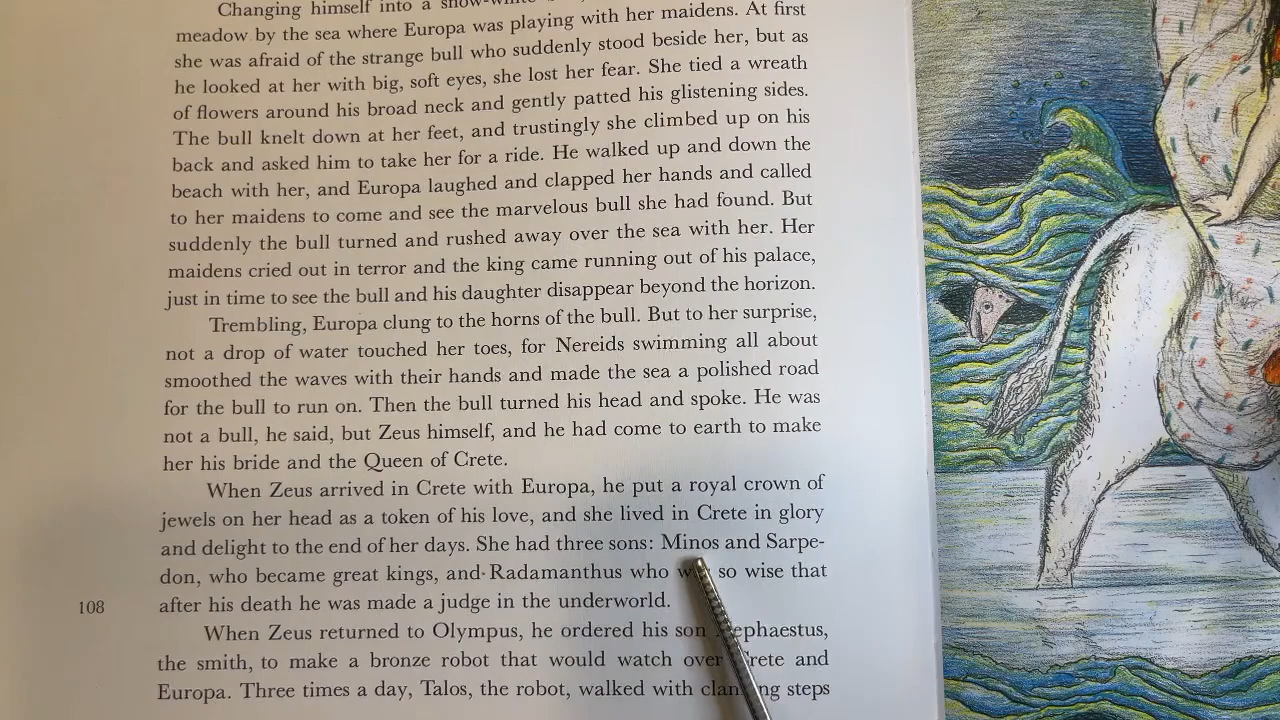 Changing himself into a snow-white
meadow by the sea where Europa was playing with her maidens. At first
she was afraid of the strange bull who suddenly stood beside her, but as
he looked at her with big, soft eyes, she lost her fear. She tied a wreath
of flowers around his broad neck and gently patted his glistening sides.
The bull knelt down at her feet, and trustingly she climbed up on his
back and asked him to take her for a ride. He walked up and down the
beach with her, and Europa laughed and clapped her hands and called
to her maidens to come and see the marvelous bull she had found. But
suddenly the bull turned and rushed away over the sea with her. Her
maidens cried out in terror and the king came running out of his palace,
just in time to see the bull and his daughter disappear beyond the horizon.
Trembling, Europa clung to the horns of the bull. But to her surprise,
not a drop of water touched her toes, for Nereids swimming all about
smoothed the waves with their hands and made the sea a polished road
for the bull to run on. Then the bull turned his head and spoke. He was
not a bull, he said, but Zeus himself, and he had come to earth to make
her his bride and the Queen of Crete.
When Zeus arrived in Crete with Europa, he put a royal crown of
jewels on her head as a token of his love, and she lived in Crete in glory
and delight to the end of her days. She had three sons: Minos and Sarpe-
don, who became great kings, and Radamanthus who was so wise that
after his death he was made a judge in the underworld.
108
When Zeus returned to Olympus, he ordered his son Hephaestus,
the smith, to make a bronze robot that would watch over Crete and
Europa. Three times a day, Talos, the robot, walked with clanging steps